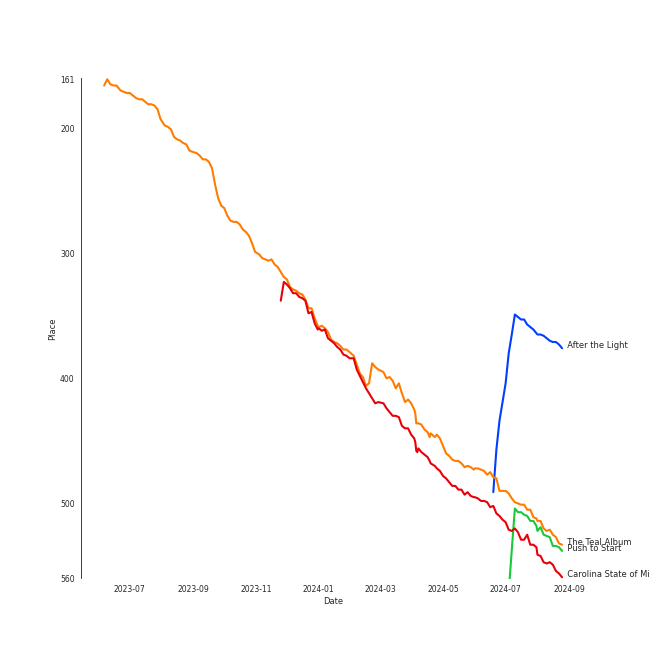 161
200
300
400
500
560
Place
2023-07
2023-09
2023-11
2024-01
2024-03
2024-05
2024-07
2024-09
Date
After the Light
The Teal Album
Push to Start
Carolina State of Mi